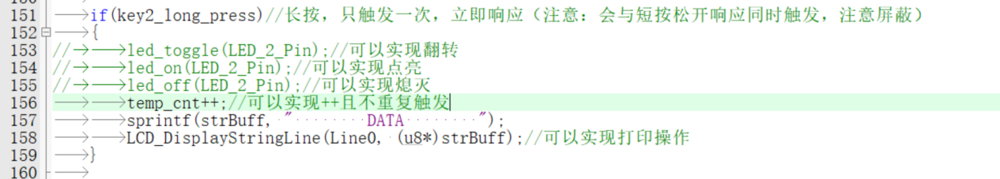 151 if(key2_long_press)//长按，只触发一次，立即响应（注意：会与短按松开响应同时触发，注意屏蔽）
152 {
153 // led_toggle(LED_2_Pin);//可以实现翻转
154 // led_on(LED_2_Pin);//可以实现点亮
155 // led_off(LED_2_Pin);//可以实现熄灭
156 temp_cnt++;//可以实现++且不重复触发
157 sprintf(strBuff, "        DATA        ");
158 LCD_DisplayStringLine(Line0, (u8*)strBuff);//可以实现打印操作
159 }
160